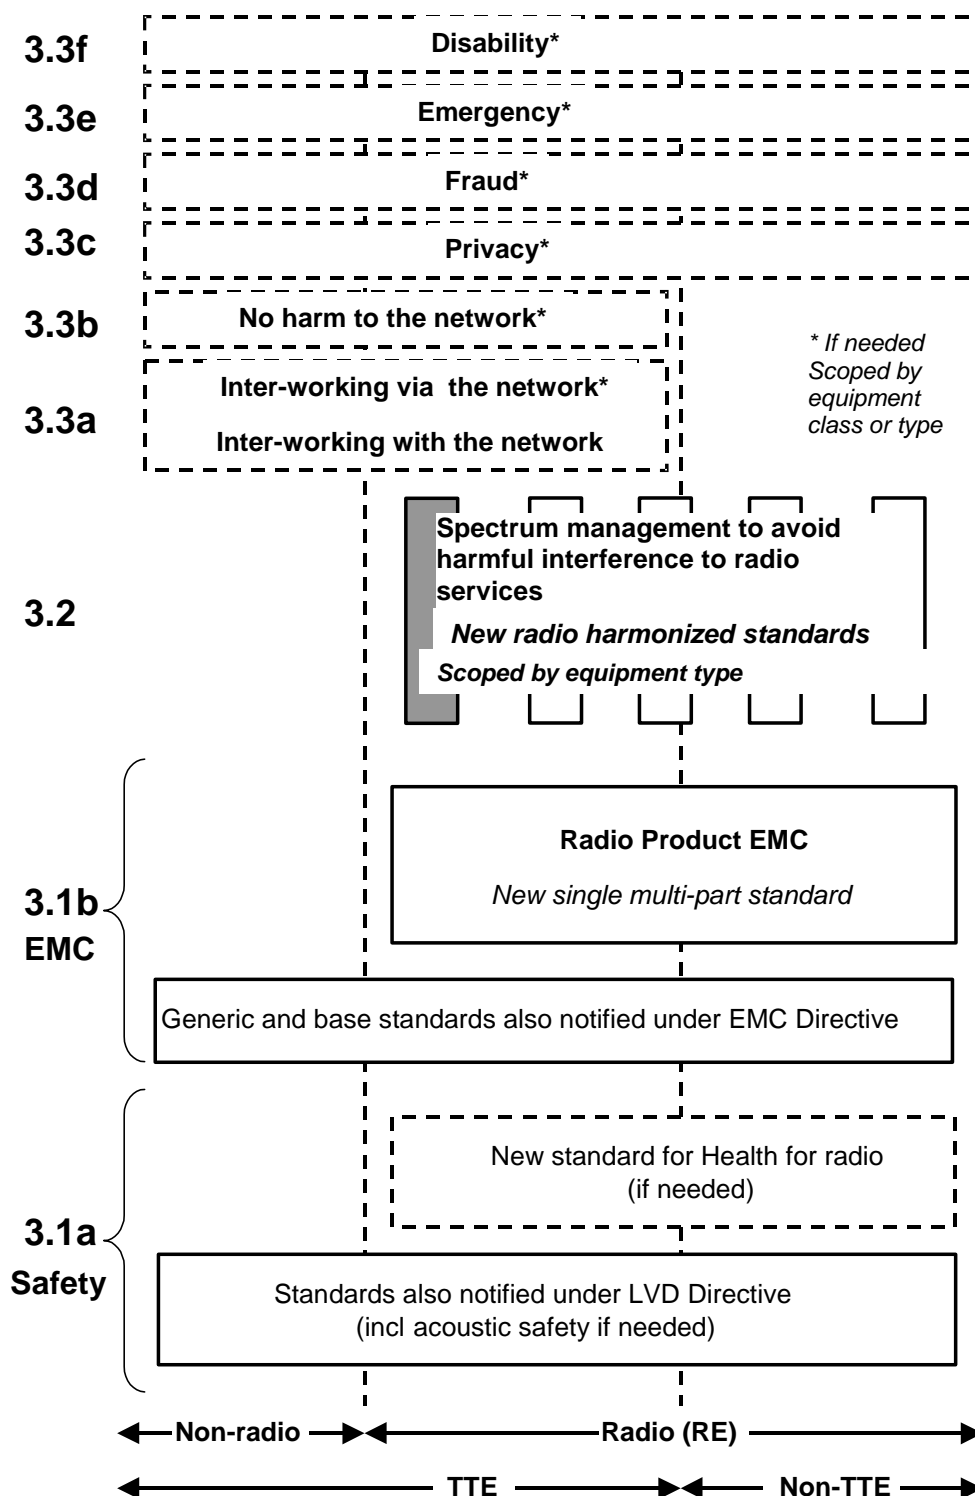 3.3f
Disability*
3.3e
Emergency*
3.3d
Fraud*
3.3c
Privacy*
3.3b
No harm to the network*
* If needed
Scoped by
equipment
class or type
3.3a
Inter-working via the network*
Inter-working with the network
3.2
Spectrum management to avoid
harmful interference to radio
services
New radio harmonized standards
Scoped by equipment type
3.1b
EMC
Radio Product EMC
New single multi-part standard
Generic and base standards also notified under EMC Directive
3.1a
Safety
New standard for Health for radio
(if needed)
Standards also notified under LVD Directive
(incl acoustic safety if needed)
Non-radio
Radio (RE)
TTE
Non-TTE